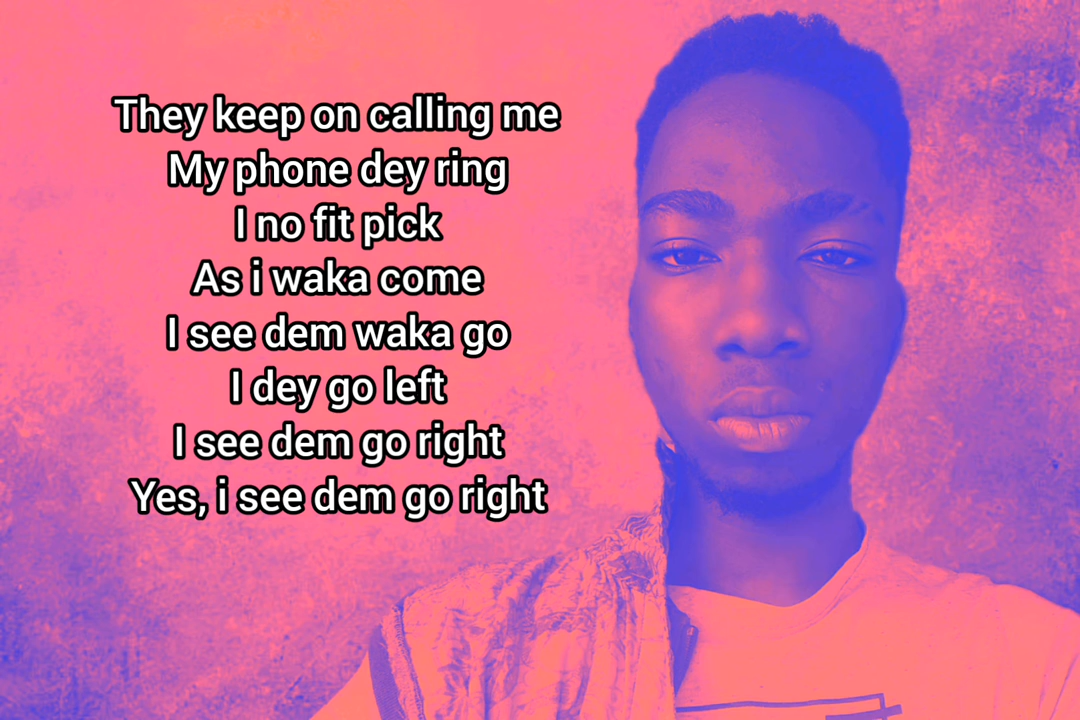 They keep on calling me
My phone dey ring
I no fit pick
As i waka come
I see dem waka go
I dey go left
I see dem go right
Yes, i see dem go right